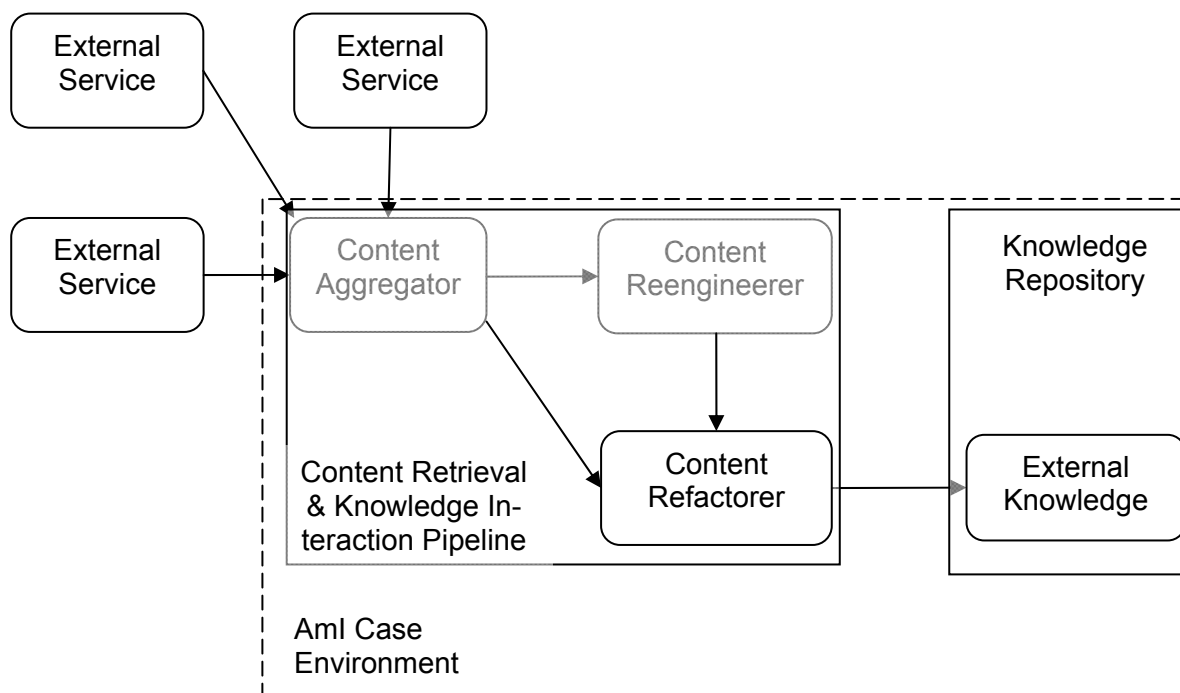 External
Service
External
Service
External
Service
Content
Aggregator
Content
Reengineerer
Knowledge
Repository
Content Retrieval
& Knowledge In-
teraction Pipeline
Content
Refactorer
External
Knowledge
AmI Case
Environment